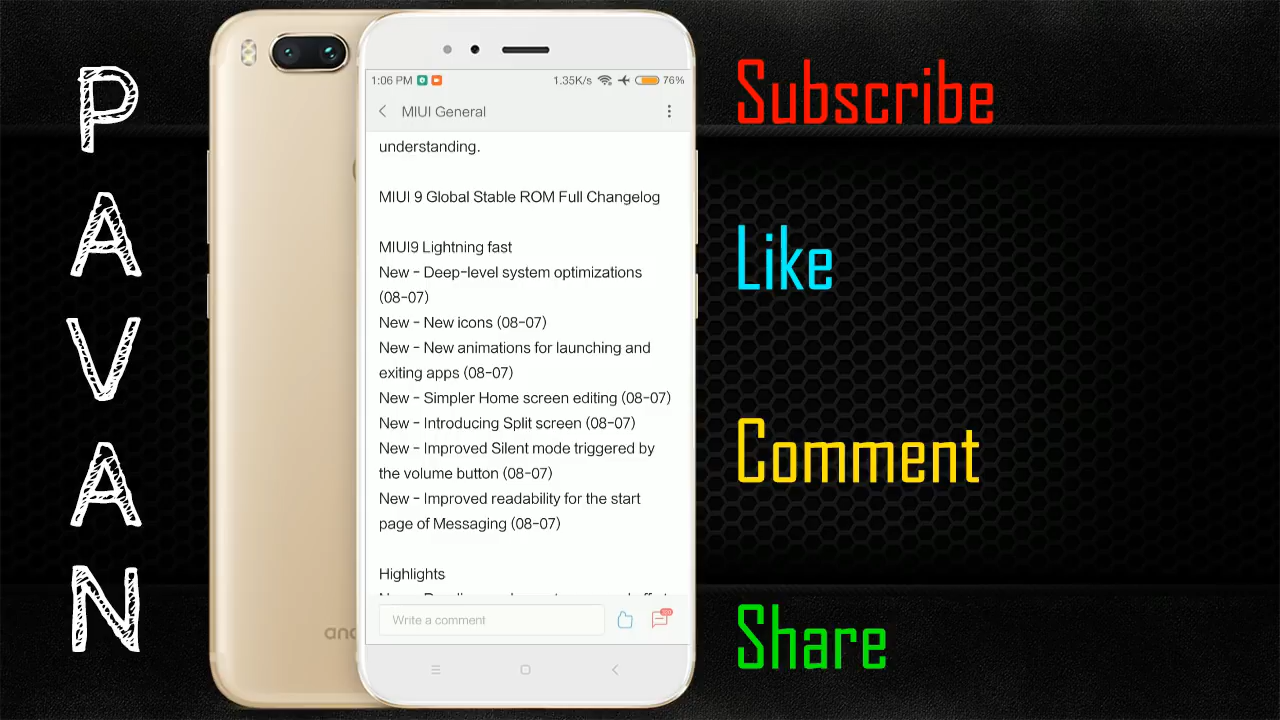 PAVAN
1:06 PM
1.35K/s
76%
MIUI General
understanding.
MIUI 9 Global Stable ROM Full Changelog
MIUI9 Lightning fast
New - Deep-level system optimizations
(08-07)
New - New icons (08-07)
New - New animations for launching and
exiting apps (08-07)
New - Simpler Home screen editing (08-07)
New - Introducing Split screen (08-07)
New - Improved Silent mode triggered by
the volume button (08-07)
New - Improved readability for the start
page of Messaging (08-07)
Highlights
Write a comment
Subscribe
Like
Comment
Share